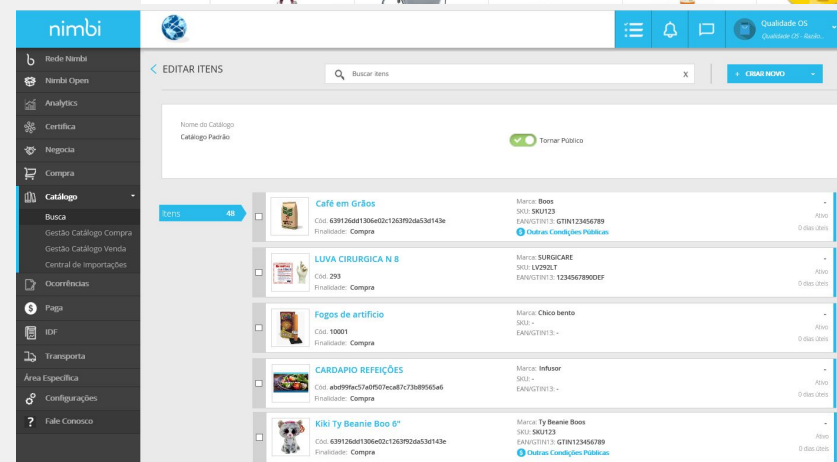 nimbi
Qualidade OS
Qualidade OS - Razão...
Rede Nimbi
Nimbi Open
Analytics
Certifica
Negocia
Compra
Catálogo
Busca
Gestão Catálogo Compra
Gestão Catálogo Venda
Central de Importações
Ocorrências
Paga
IDF
Transporta
Área Específica
Configurações
Fale Conosco
EDITAR ITENS
Buscar itens
X
+ CRIAR NOVO
Nome do Catálogo
Catálogo Padrão
Tornar Público
Itens 48
Café em Grãos
Cód. 639126dd1306e02c1263f92da53d143e
Finalidade: Compra
Marca: Boos
SKU: SKU123
EAN/GTIN13: GTIN123456789
Outras Condições Públicas
-
Ativo
0 dias úteis
LUVA CIRURGICA N 8
Cód. 293
Finalidade: Compra
Marca: SURGICARE
SKU: LV292LT
EAN/GTIN13: 1234567890DEF
-
Ativo
0 dias úteis
Fogos de artificio
Cód. 10001
Finalidade: Compra
Marca: Chico bento
SKU: -
EAN/GTIN13: -
-
Ativo
0 dias úteis
CARDAPIO REFEIÇÕES
Cód. abd99fac57a0f507eca87c73b89565a6
Finalidade: Compra
Marca: Infusor
SKU: -
EAN/GTIN13: -
-
Ativo
0 dias úteis
Kiki Ty Beanie Boo 6"
Cód. 639126dd1306e02c1263f92da53d143e
Finalidade: Compra
Marca: Ty Beanie Boos
SKU: SKU123
EAN/GTIN13: GTIN123456789
Outras Condições Públicas
-
Ativo
0 dias úteis